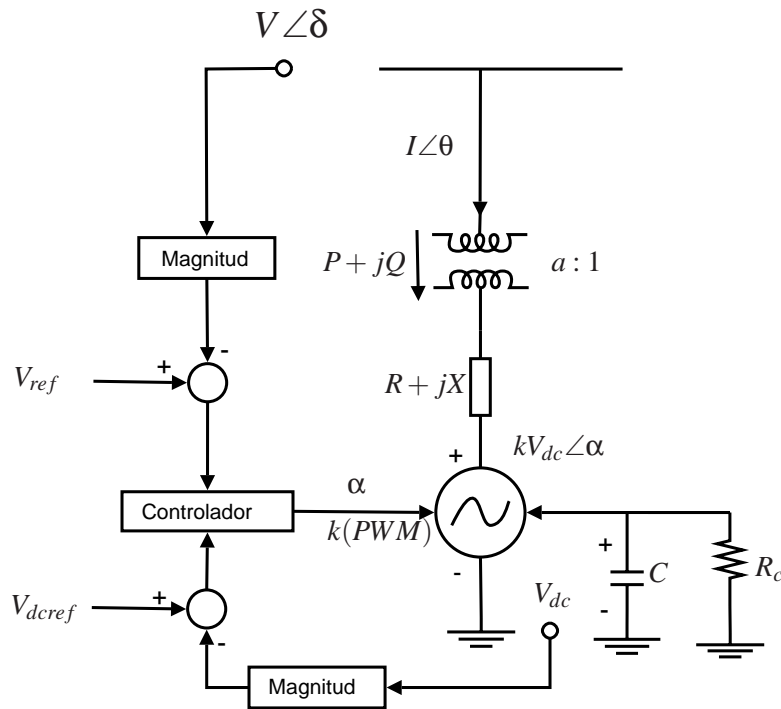 V∠δ
I∠θ
Magnitud
P + jQ
a : 1
-
+
V_ref
R + jX
+
kV_dc∠α
α
Controlador
k(PWM)
+
C
R_c
-
-
V_dc
+
V_dcref
-
Magnitud